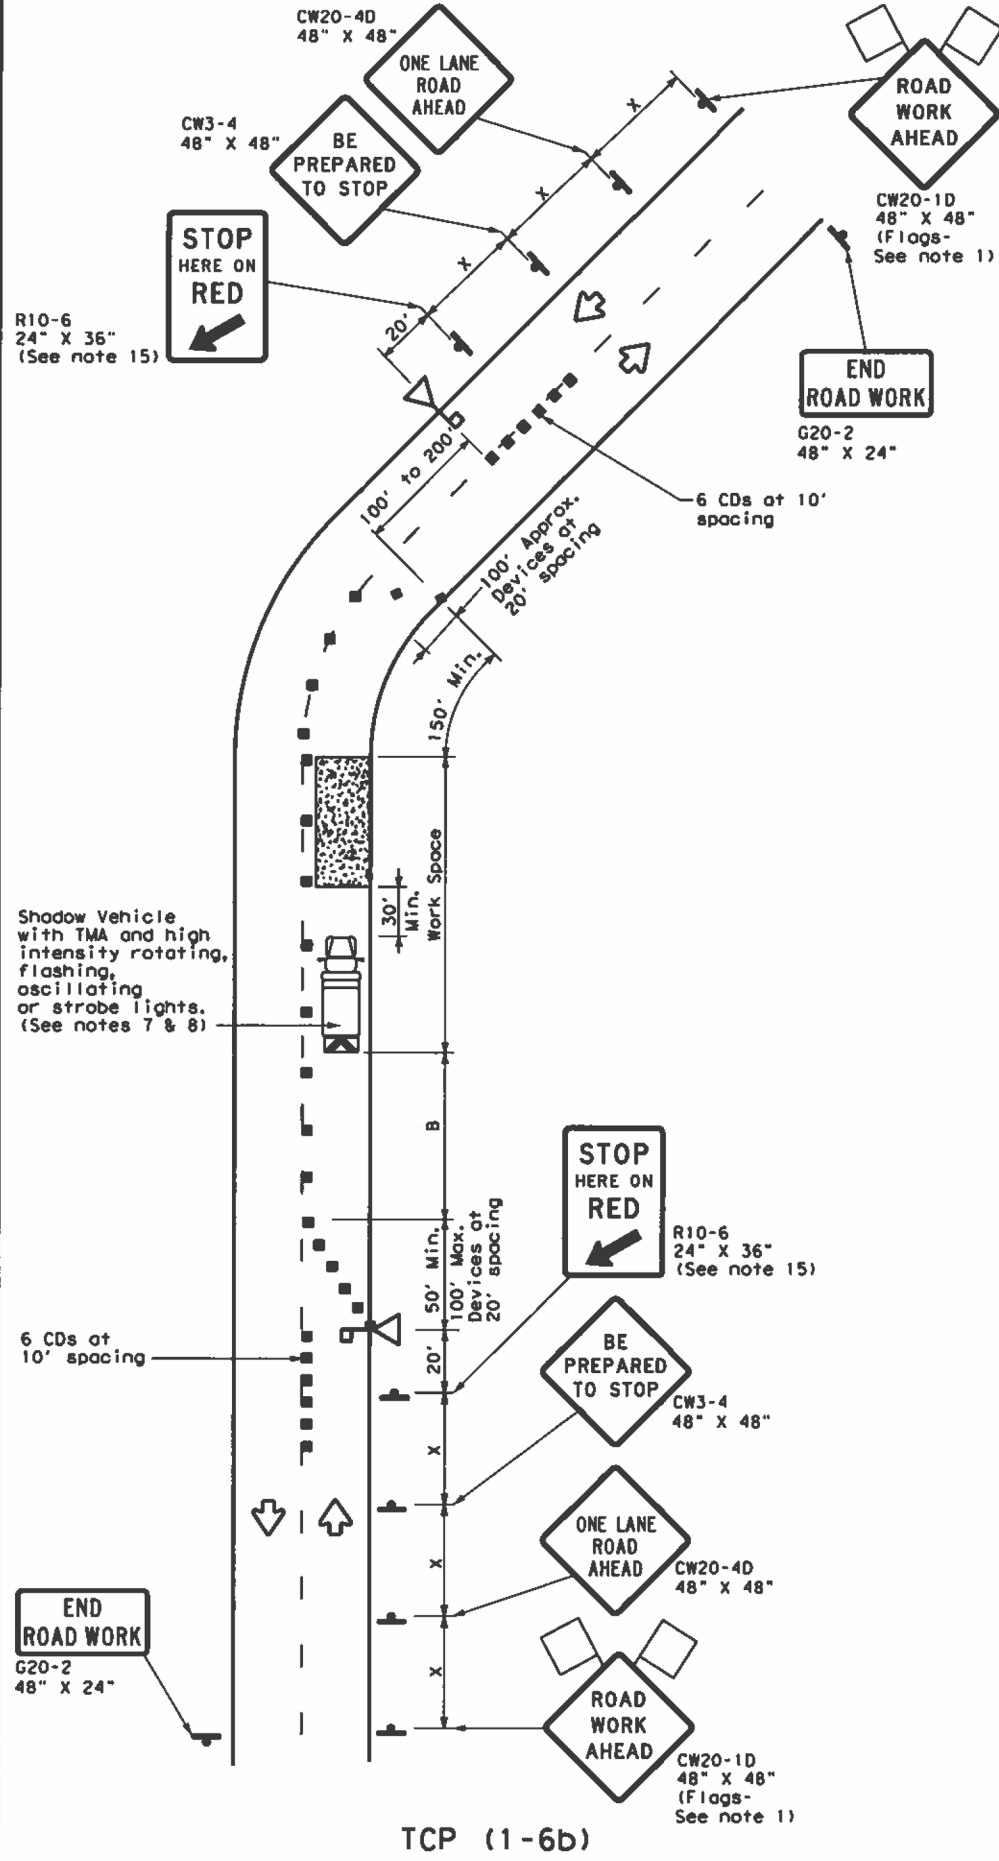 CW20-4D
48" X 48"
ONE LANE
ROAD
AHEAD
ROAD
WORK
AHEAD
CW3-4
48" X 48"
BE
PREPARED
TO STOP
X
X
X
CW20-1D
48" X 48"
(Flags-
See note 1)
STOP
HERE ON
RED
R10-6
24" X 36"
(See note 15)
20'
END
ROAD WORK
G20-2
48" X 24"
100' to 200'
6 CDs at 10'
spacing
100' Approx.
Devices at
20' spacing
150' Min.
Work Space
30'
Min.
Shadow Vehicle
with TMA and high
intensity rotating,
flashing,
oscillating
or strobe lights.
(See notes 7 & 8)
B
STOP
HERE ON
RED
R10-6
24" X 36"
(See note 15)
50' Min.
100' Max.
Devices at
20' spacing
6 CDs at
10' spacing
20'
BE
PREPARED
TO STOP
CW3-4
48" X 48"
X
ONE LANE
ROAD
AHEAD
CW20-4D
48" X 48"
X
END
ROAD WORK
G20-2
48" X 24"
X
ROAD
WORK
AHEAD
CW20-1D
48" X 48"
(Flags-
See note 1)
TCP (1-6b)